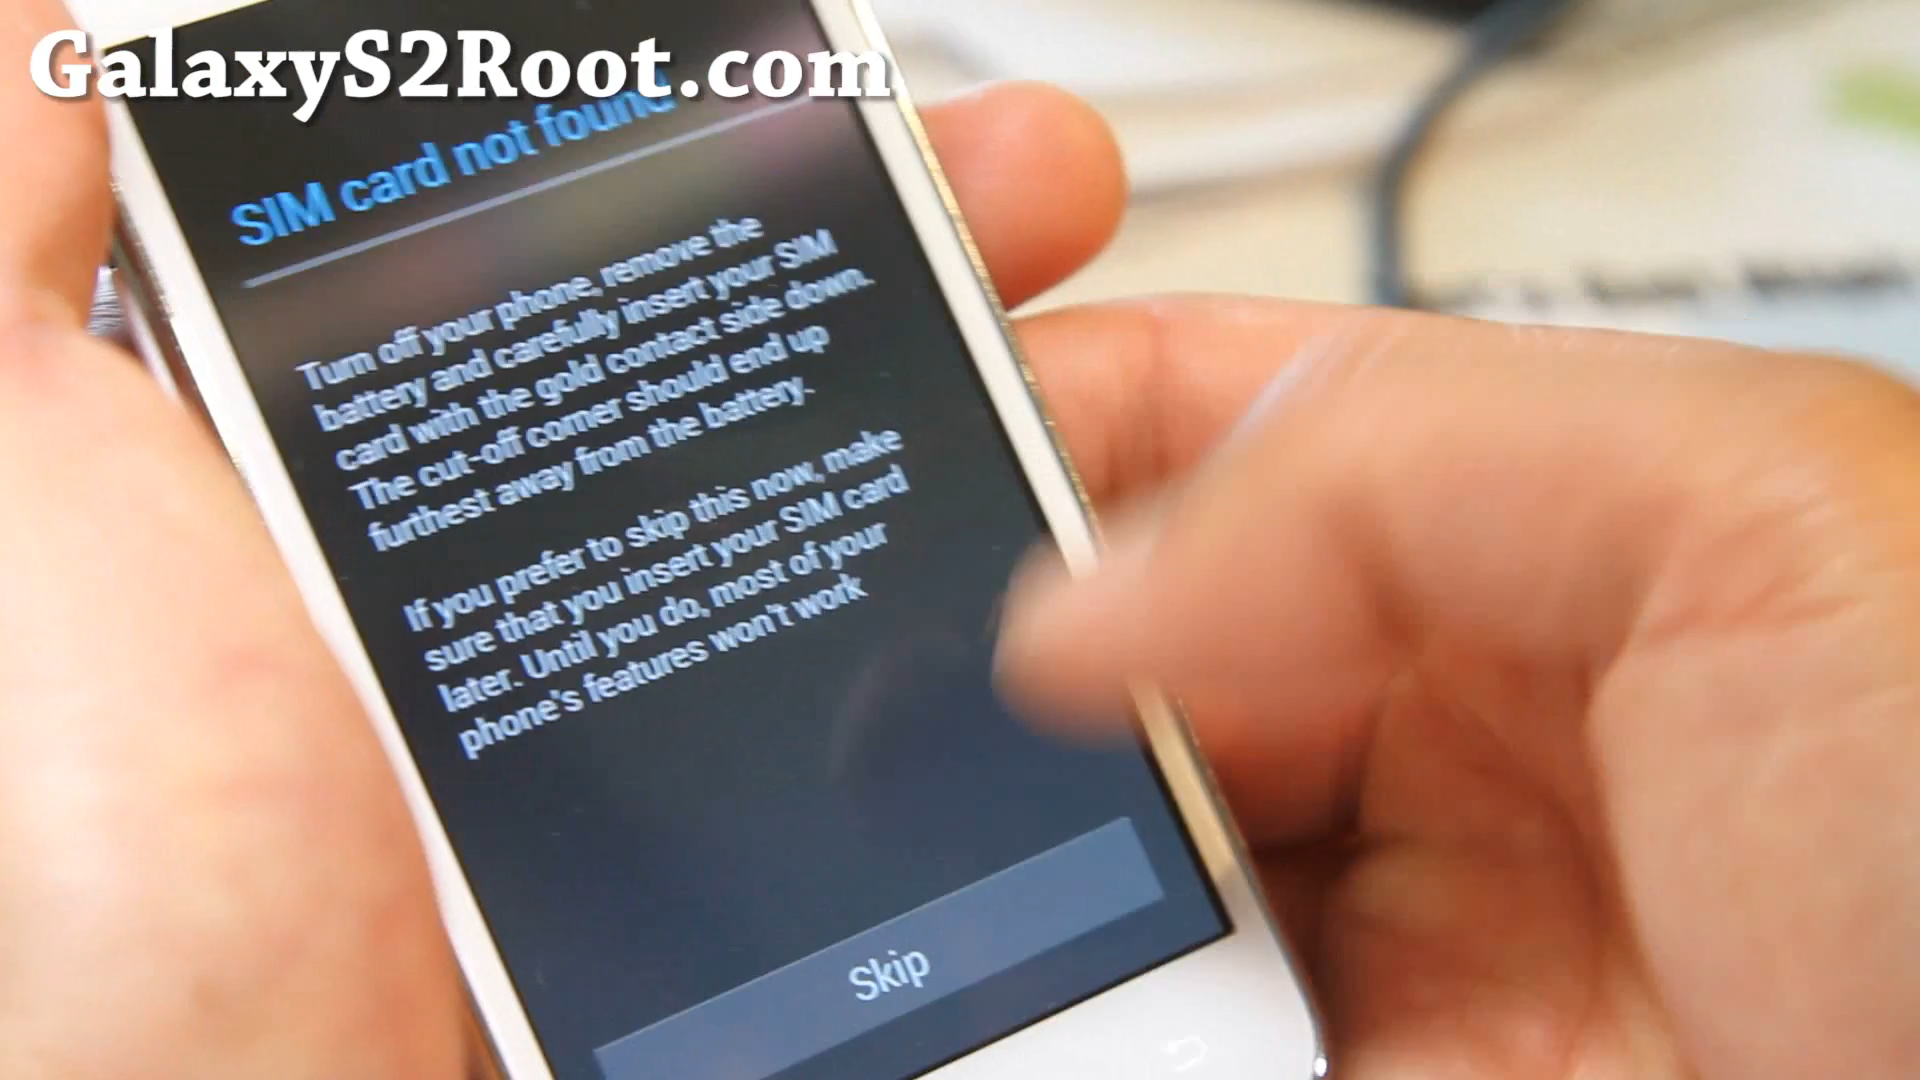 GalaxyS2Root.com
SIM card not found
Turn off your phone, remove the
battery and carefully insert your SIM
card with the gold contact side down.
The cut-off corner should end up
furthest away from the battery.
If you prefer to skip this now, make
sure that you insert your SIM card
later. Until you do, most of your
phone's features won't work
Skip